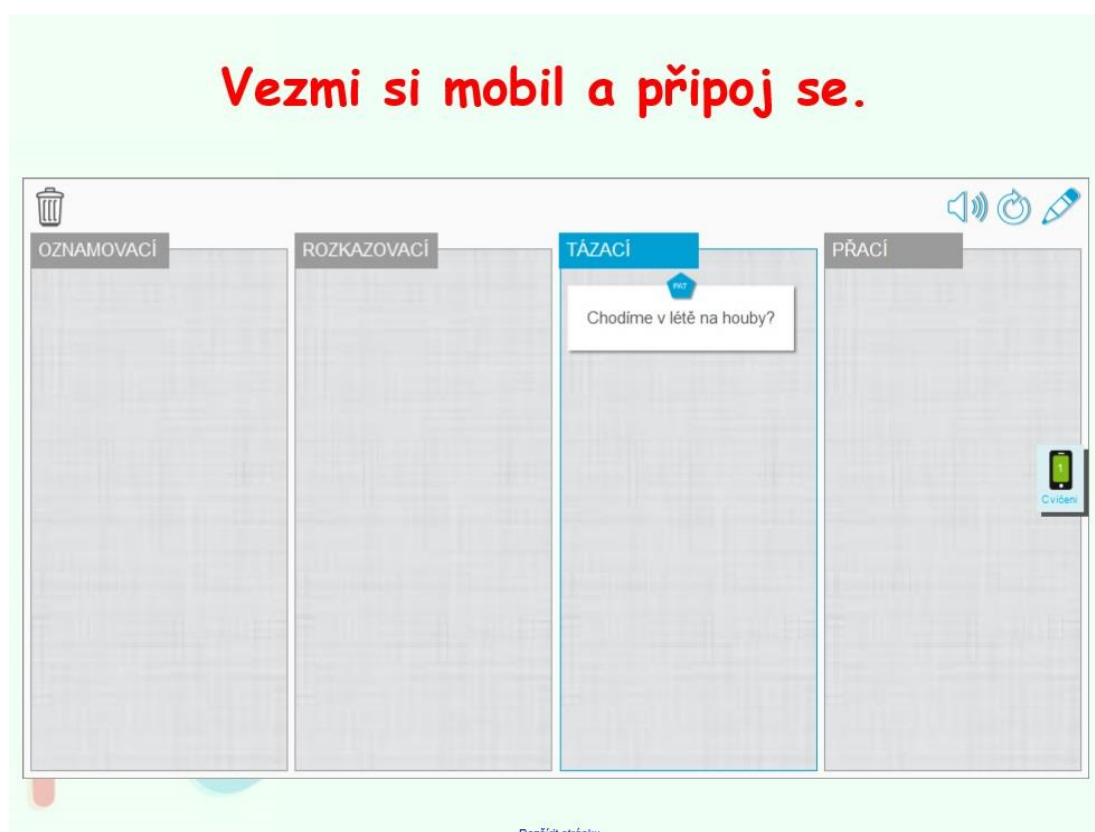 Vezmi si mobil a připoj se.
OZNAMOVACÍ
ROZKAZOVACÍ
TÁZACÍ
PŘACÍ
PAT
Chodíme v létě na houby?
1
Cvičení